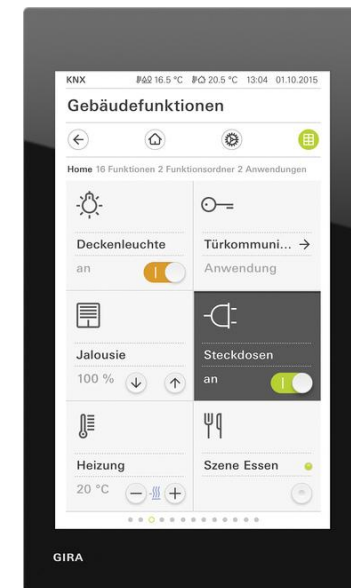 KNX 16.5 °C 20.5 °C 13:04 01.10.2015
Gebäudefunktionen
Home 16 Funktionen 2 Funktionsordner 2 Anwendungen
Deckenleuchte
an
Türkommuni... →
Anwendung
Jalousie
100 %
Steckdosen
an
Heizung
20 °C
Szene Essen
GIRA